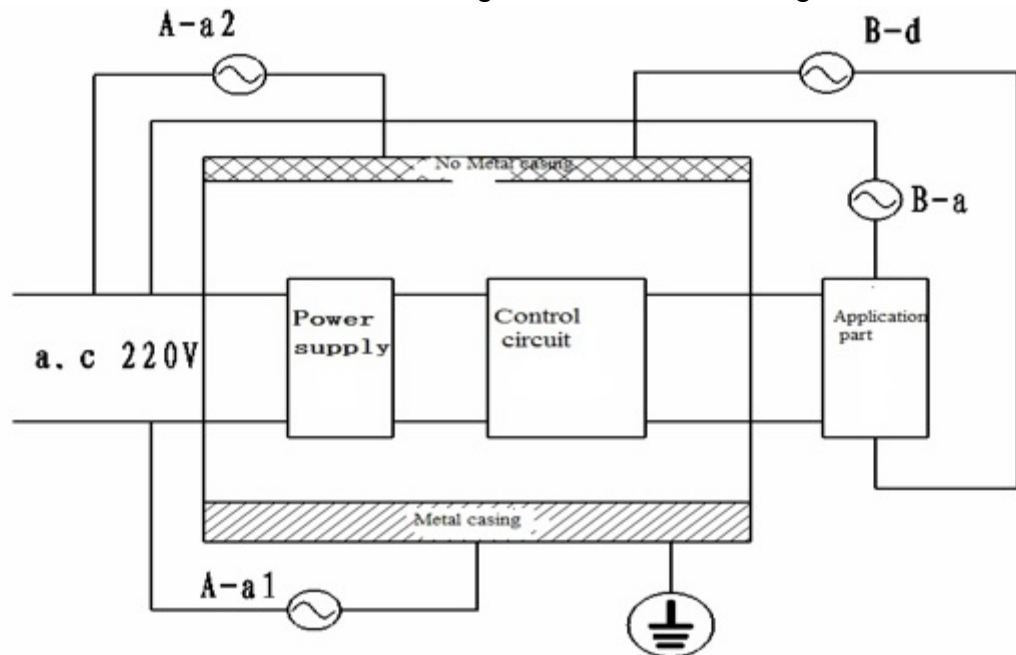 A-a2
B-d
No Metal casing
B-a
Power
supply
Control
circuit
Application
part
a. c 220V
Metal casing
A-a1